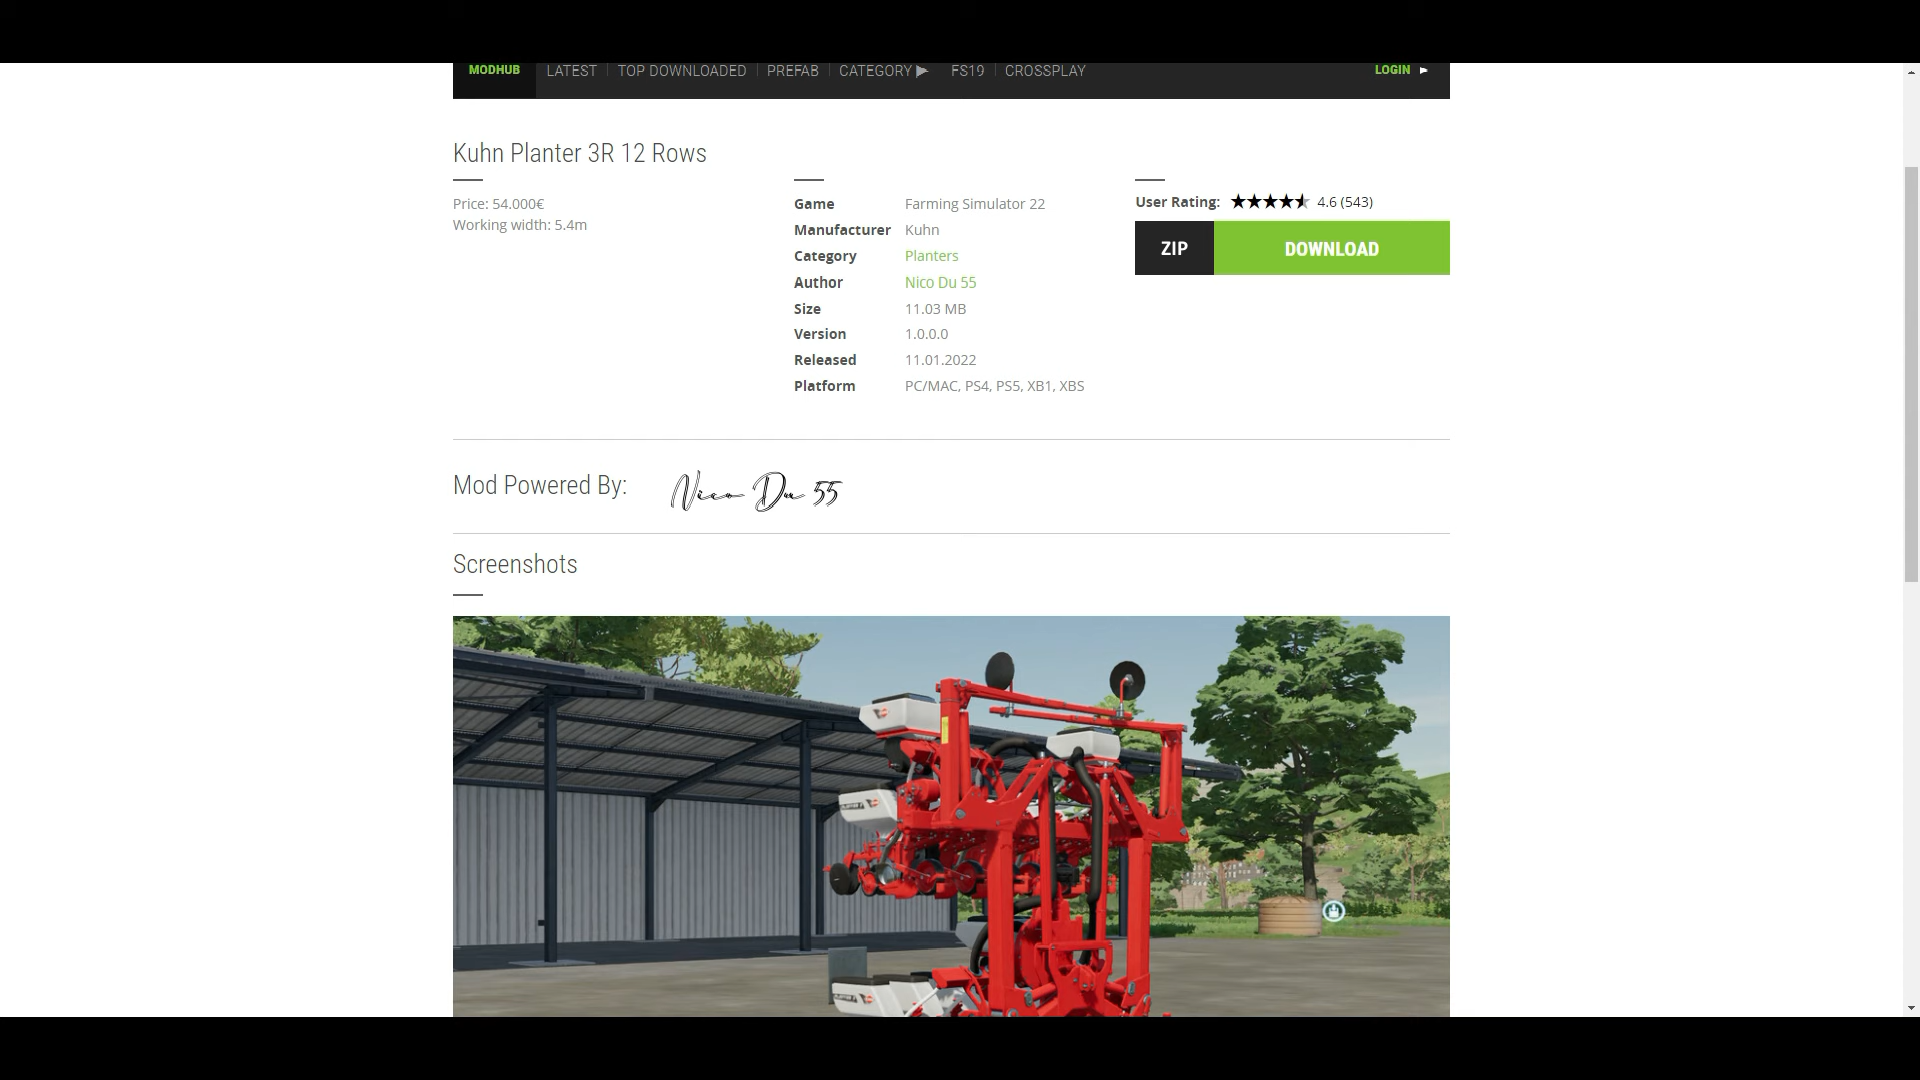 MODHUB LATEST TOP DOWNLOADED PREFAB CATEGORY ▶ FS19 CROSSPLAY LOGIN
Kuhn Planter 3R 12 Rows
Price: 54.000€
Working width: 5.4m
Game Farming Simulator 22
Manufacturer Kuhn
Category Planters
Author Nico Du 55
Size 11.03 MB
Version 1.0.0.0
Released 11.01.2022
Platform PC/MAC, PS4, PS5, XB1, XBS
User Rating: ★★★★ 4.6 (543)
ZIP DOWNLOAD
Mod Powered By: Nico Du 55
Screenshots